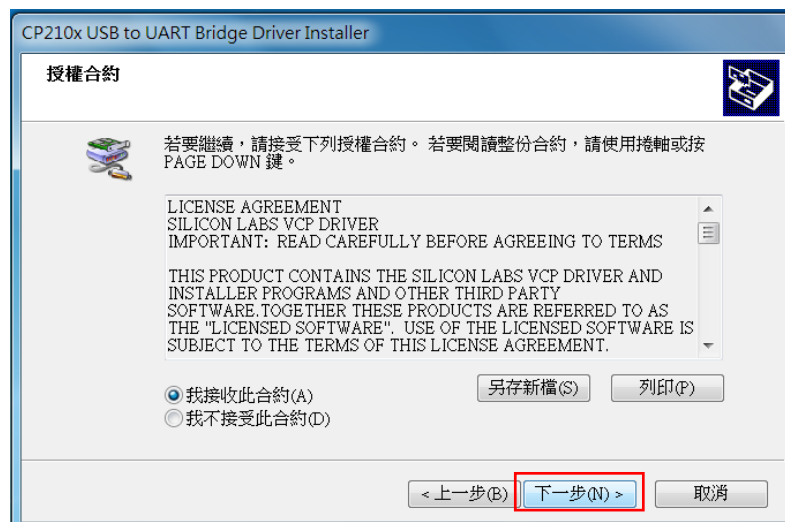 CP210x USB to UART Bridge Driver Installer
授權合約
若要繼續，請接受下列授權合約。 若要閱讀整份合約，請使用捲軸或按
PAGE DOWN 鍵。
LICENSE AGREEMENT
SILICON LABS VCP DRIVER
IMPORTANT: READ CAREFULLY BEFORE AGREEING TO TERMS
THIS PRODUCT CONTAINS THE SILICON LABS VCP DRIVER AND
INSTALLER PROGRAMS AND OTHER THIRD PARTY
SOFTWARE.TOGETHER THESE PRODUCTS ARE REFERRED TO AS
THE "LICENSED SOFTWARE". USE OF THE LICENSED SOFTWARE IS
SUBJECT TO THE TERMS OF THIS LICENSE AGREEMENT.
我接收此合約(A)
我不接受此合約(D)
另存新檔(S)
列印(P)
< 上一步(B)
下一步(N) >
取消